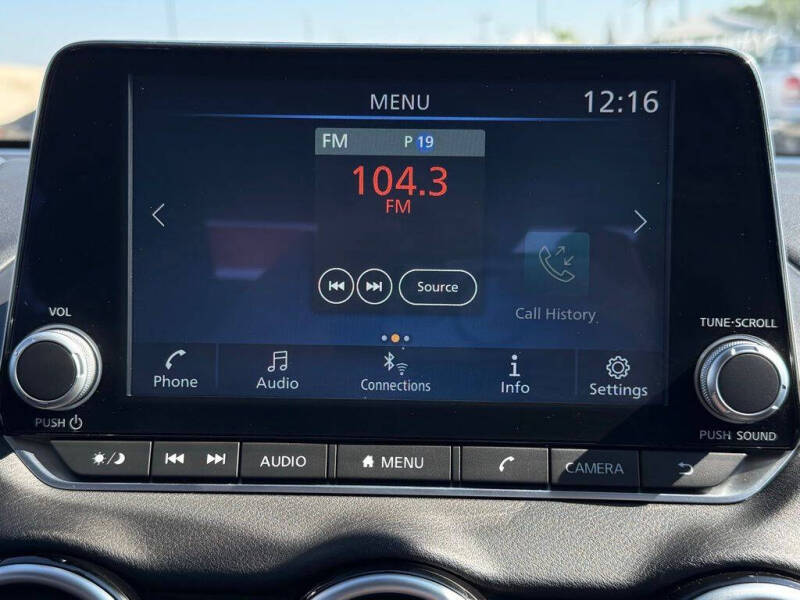 MENU 12:16
FM P 19
104.3
FM
Source
Call History
VOL
TUNE·SCROLL
Phone Audio Connections Info Settings
PUSH
PUSH SOUND
AUDIO MENU CAMERA